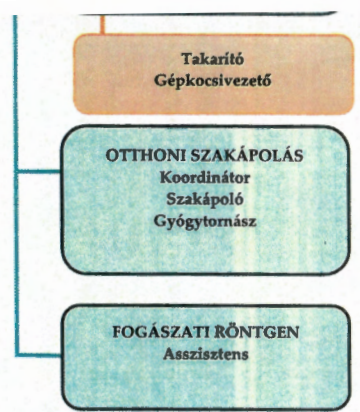 Takarító
Gépkocsivezető
OTTHONI SZAKÁPOLÁS
Koordinátor
Szakápoló
Gyógytornász
FOGÁSZATI RÖNTGEN
Asszisztens